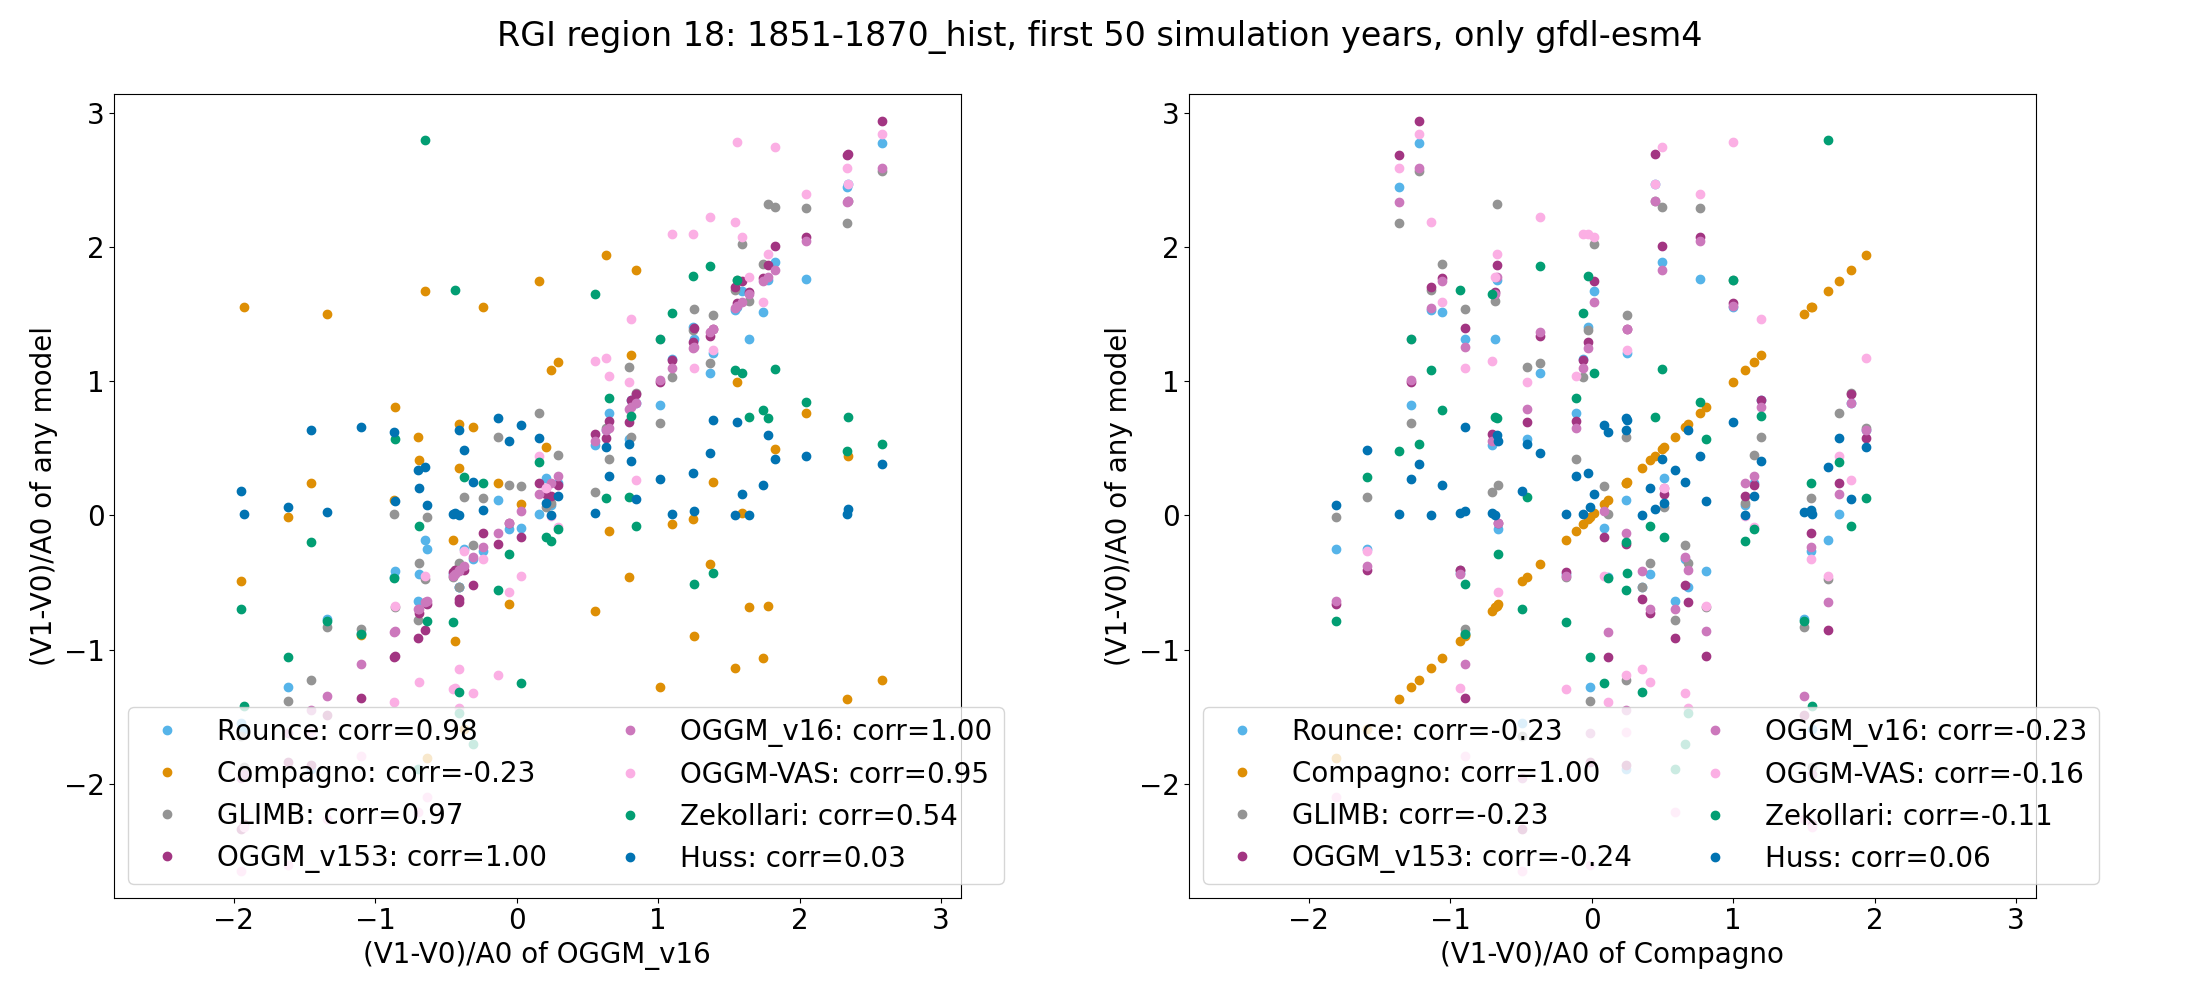 RGI region 18: 1851-1870_hist, first 50 simulation years, only gfdl-esm4
(V1-V0)/A0 of any model
3
2
1
0
−1
−2
Rounce: corr=0.98
Compagno: corr=-0.23
GLIMB: corr=0.97
OGGM_v153: corr=1.00
OGGM_v16: corr=1.00
OGGM-VAS: corr=0.95
Zekollari: corr=0.54
Huss: corr=0.03
−2 −1 0 1 2 3
(V1-V0)/A0 of OGGM_v16
(V1-V0)/A0 of any model
3
2
1
0
−1
−2
Rounce: corr=-0.23
Compagno: corr=1.00
GLIMB: corr=-0.23
OGGM_v153: corr=-0.24
OGGM_v16: corr=-0.23
OGGM-VAS: corr=-0.16
Zekollari: corr=-0.11
Huss: corr=0.06
−2 −1 0 1 2 3
(V1-V0)/A0 of Compagno